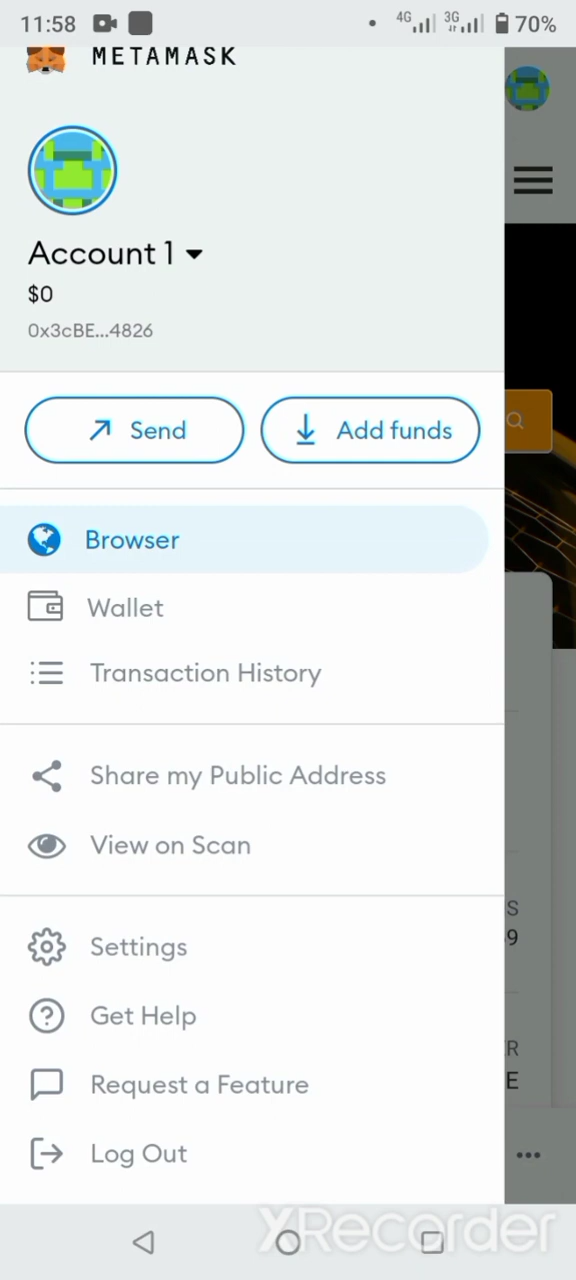 11:58 4G 3G 70%
METAMASK
Account 1
$0
0x3cBE...4826
Send Add funds
Browser
Wallet
Transaction History
Share my Public Address
View on Scan
S
9
Settings
Get Help
R
E
Request a Feature
Log Out
XRecorder